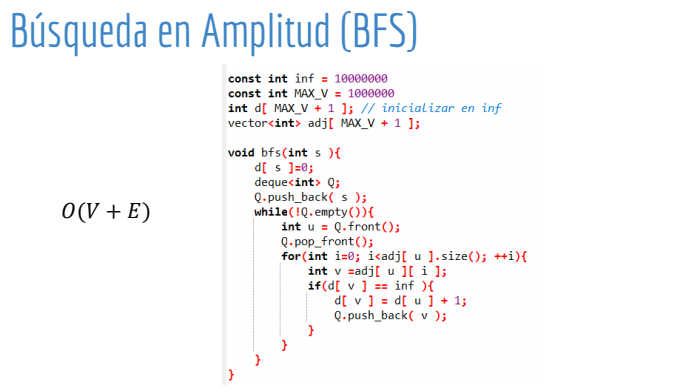 Búsqueda en Amplitud (BFS)
const int inf = 10000000
const int MAX_V = 1000000
int d[ MAX_V + 1 ]; // inicializar en inf
vector<int> adj[ MAX_V + 1 ];
void bfs(int s ){
d[ s ]=0;
deque<int> Q;
Q.push_back( s );
while(!Q.empty()){
int u = Q.front();
Q.pop_front();
for(int i=0; i<adj[ u ].size(); ++i){
int v =adj[ u ][ i ];
if(d[ v ] == inf ){
d[ v ] = d[ u ] + 1;
Q.push_back( v );
}
}
}
}
O(V + E)